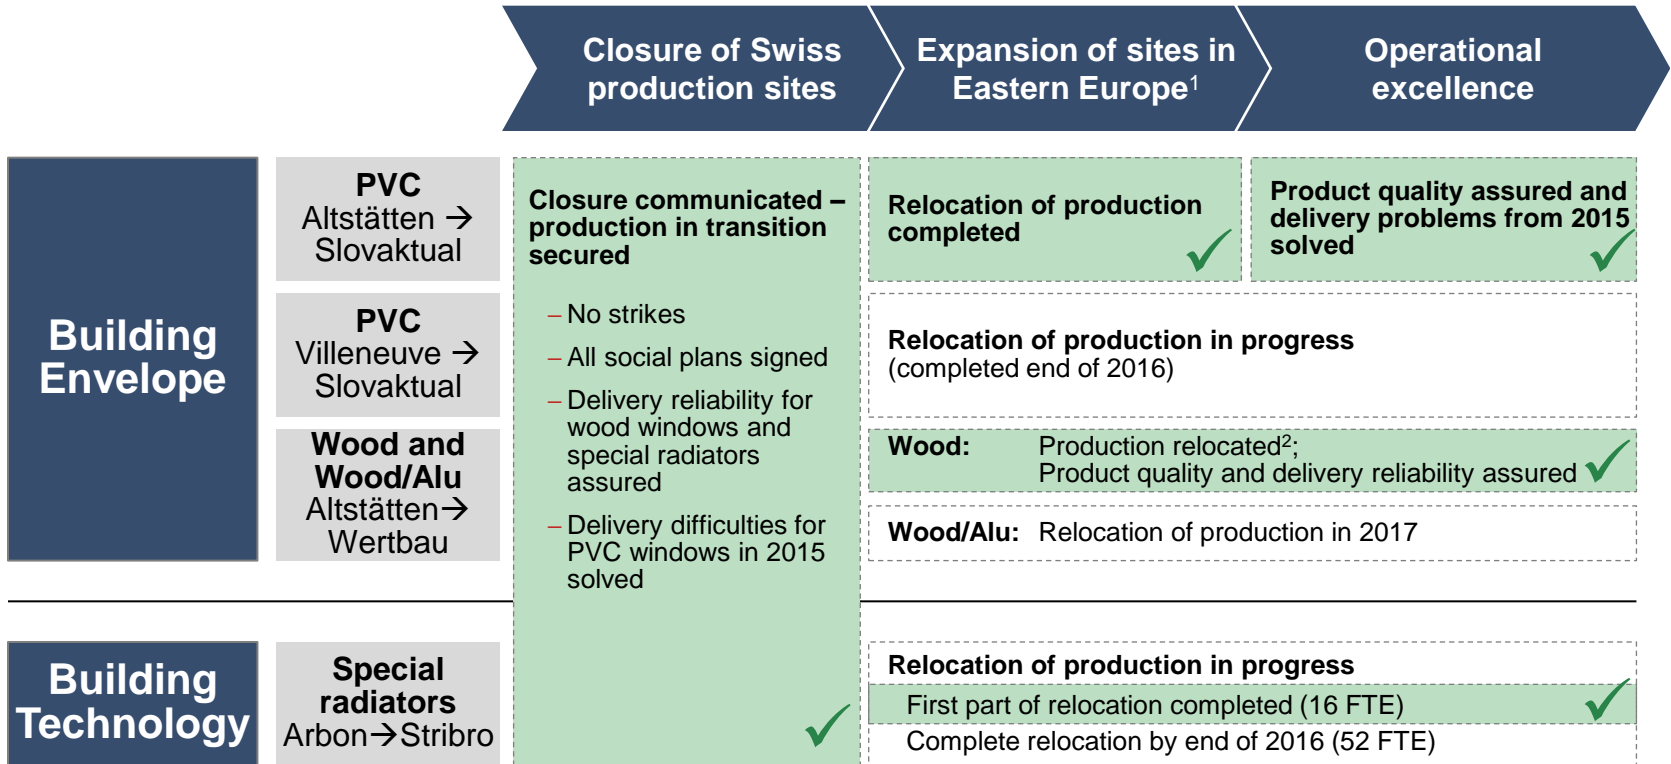 Closure of Swiss
production sites
Expansion of sites in
Eastern Europe¹
Operational
excellence
Building
Envelope
PVC
Altstätten →
Slovaktual
PVC
Villeneuve →
Slovaktual
Wood and
Wood/Alu
Altstätten→
Wertbau
Closure communicated –
production in transition
secured
– No strikes
– All social plans signed
– Delivery reliability for
wood windows and
special radiators
assured
– Delivery difficulties for
PVC windows in 2015
solved
Relocation of production
completed
Product quality assured and
delivery problems from 2015
solved
Relocation of production in progress
(completed end of 2016)
Wood: Production relocated²;
Product quality and delivery reliability assured
Wood/Alu: Relocation of production in 2017
Building
Technology
Special
radiators
Arbon→Stribro
Relocation of production in progress
First part of relocation completed (16 FTE)
Complete relocation by end of 2016 (52 FTE)